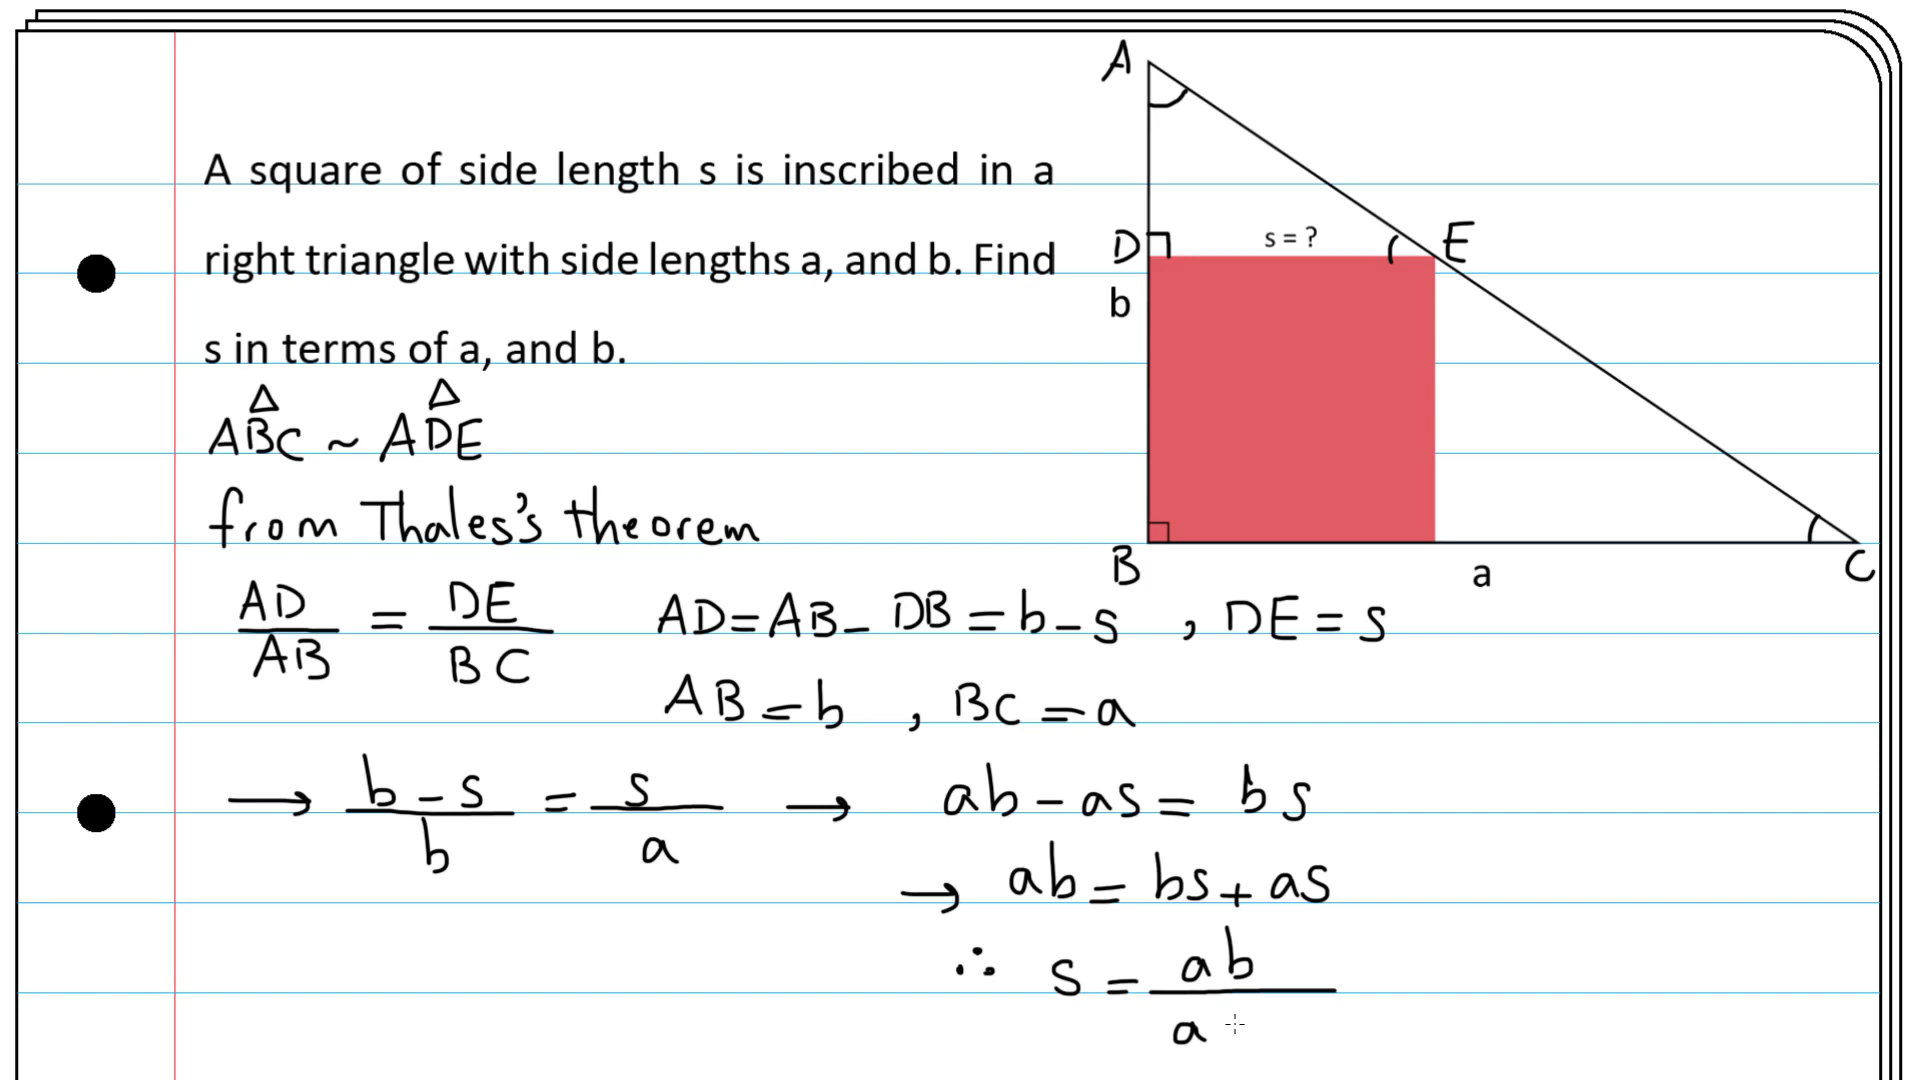 A square of side length s is inscribed in a
right triangle with side lengths a, and b. Find
s in terms of a, and b.
A
D
s = ?
E
b
B
a
C
Δ Δ
ABC ~ ADE
from Thales's theorem
AD/AB = DE/BC AD = AB - DB = b - s , DE = s
AB = b , BC = a
→ b - s/b = s/a → ab - as = bs
→ ab = bs + as
∴ s = ab/a